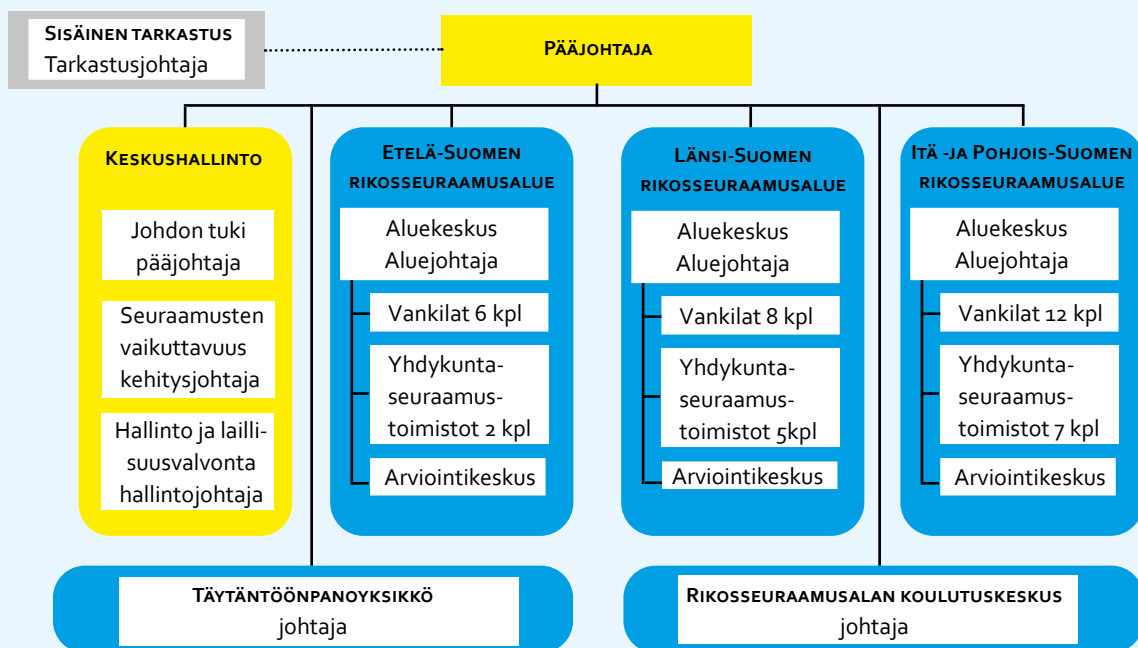 SISÄINEN TARKASTUS
Tarkastusjohtaja
PÄÄJOHTAJA
KESKUSHALLINTO
Johdon tuki
pääjohtaja
Seuraamusten
vaikuttavuus
kehitysjohtaja
Hallinto ja lailli-
suusvalvonta
hallintojohtaja
ETELÄ-SUOMEN
RIKOSSEURAAMUSALUE
Aluekeskus
Aluejohtaja
Vankilat 6 kpl
Yhdykunta-
seuraamus-
toimistot 2 kpl
Arviointikeskus
LÄNSI-SUOMEN
RIKOSSEURAAMUSALUE
Aluekeskus
Aluejohtaja
Vankilat 8 kpl
Yhdykunta-
seuraamus-
toimistot 5kpl
Arviointikeskus
ITÄ -JA POHJOIS-SUOMEN
RIKOSSEURAAMUSALUE
Aluekeskus
Aluejohtaja
Vankilat 12 kpl
Yhdykunta-
seuraamus-
toimistot 7 kpl
Arviointikeskus
TÄYTÄNTÖÖNPANOYKSIKKÖ
johtaja
RIKOSSEURAAMUSALAN KOULUTUSKESKUS
johtaja